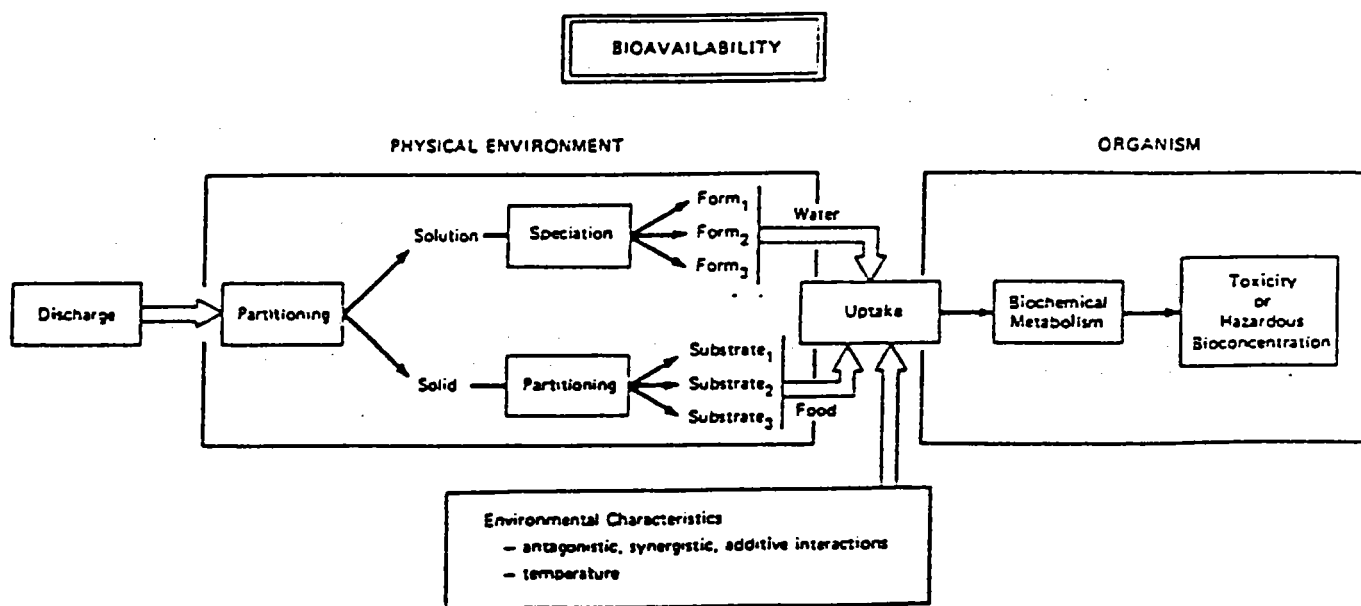 BIOAVAILABILITY
PHYSICAL ENVIRONMENT
ORGANISM
Discharge
Partitioning
Solution
Speciation
Form1
Form2
Form3
Water
Solid
Partitioning
Substrate1
Substrate2
Substrate3
Food
Uptake
Biochemical
Metabolism
Toxicity
or
Hazardous
Bioconcentration
Environmental Characteristics
– antagonistic, synergistic, additive interactions
– temperature